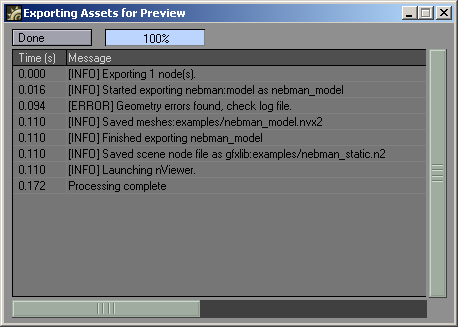 Exporting Assets for Preview
Done 100%
Time (s) Message
0.000 [INFO] Exporting 1 node(s).
0.016 [INFO] Started exporting nebman:model as nebman_model
0.094 [ERROR] Geometry errors found, check log file.
0.110 [INFO] Saved meshes:examples/nebman_model.nvx2
0.110 [INFO] Finished exporting nebman_model
0.110 [INFO] Saved scene node file as gfxlib:examples/nebman_static.n2
0.110 [INFO] Launching nViewer.
0.172 Processing complete